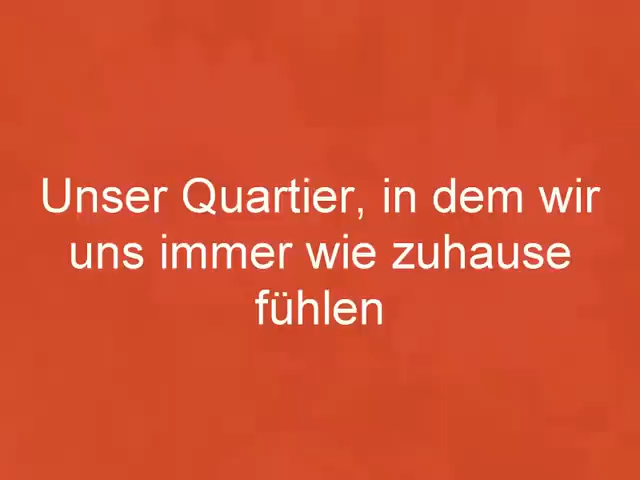 Unser Quartier, in dem wir
uns immer wie zuhause
fühlen